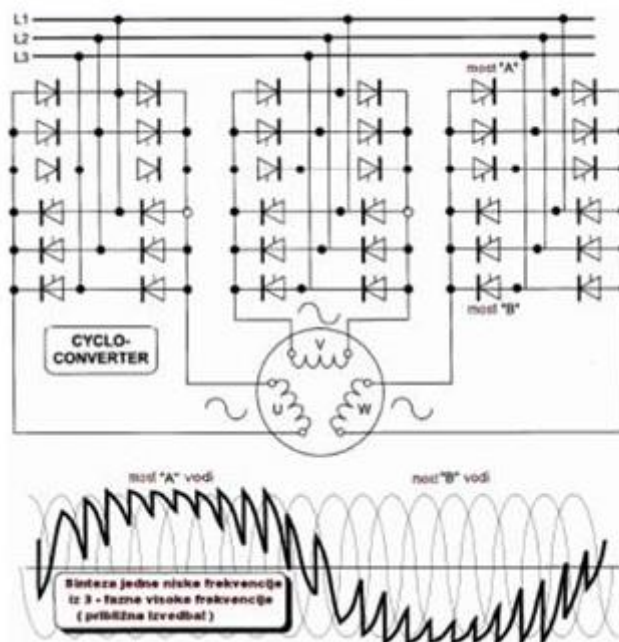 L1
L2
L3
most "A"
most "B"
CYCLO-
CONVERTER
V
U
W
most "A" vodi
most "B" vodi
Sinteza jedne niske frekvencije
iz 3 - fazne visoke frekvencije
( približna izvedba! )